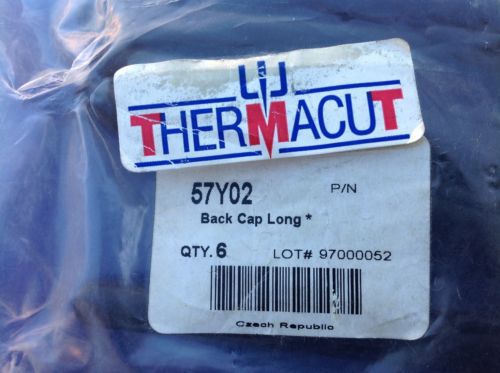 THERMACUT
57Y02 P/N
Back Cap Long *
QTY. 6 LOT# 97000052
Czech Republic